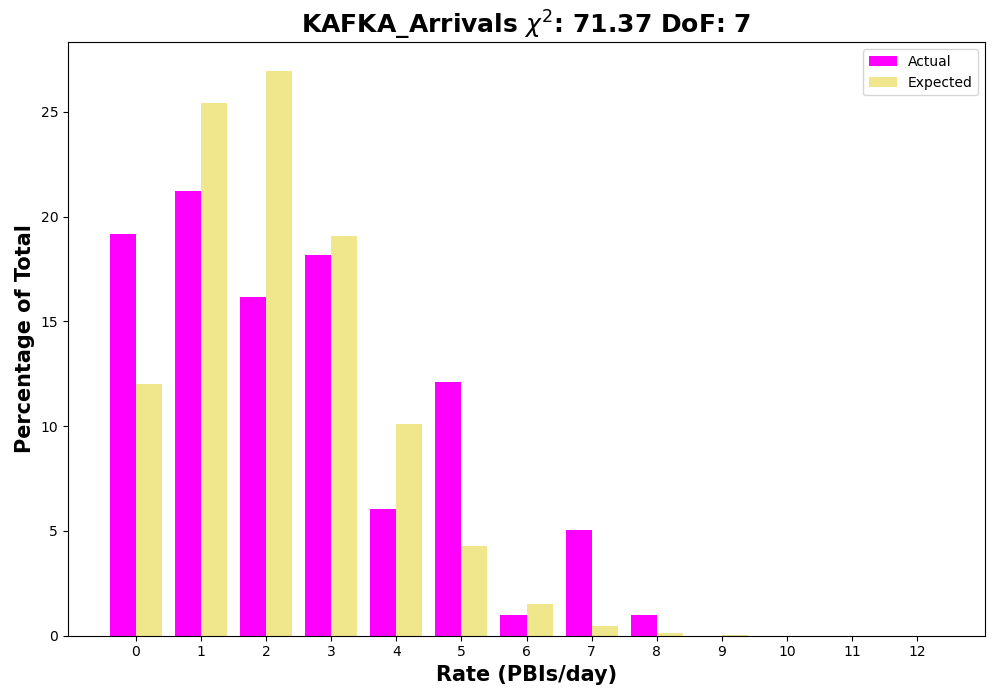 KAFKA_Arrivals χ²: 71.37 DoF: 7
Actual
Expected
Percentage of Total
25
20
15
10
5
0
0 1 2 3 4 5 6 7 8 9 10 11 12
Rate (PBIs/day)